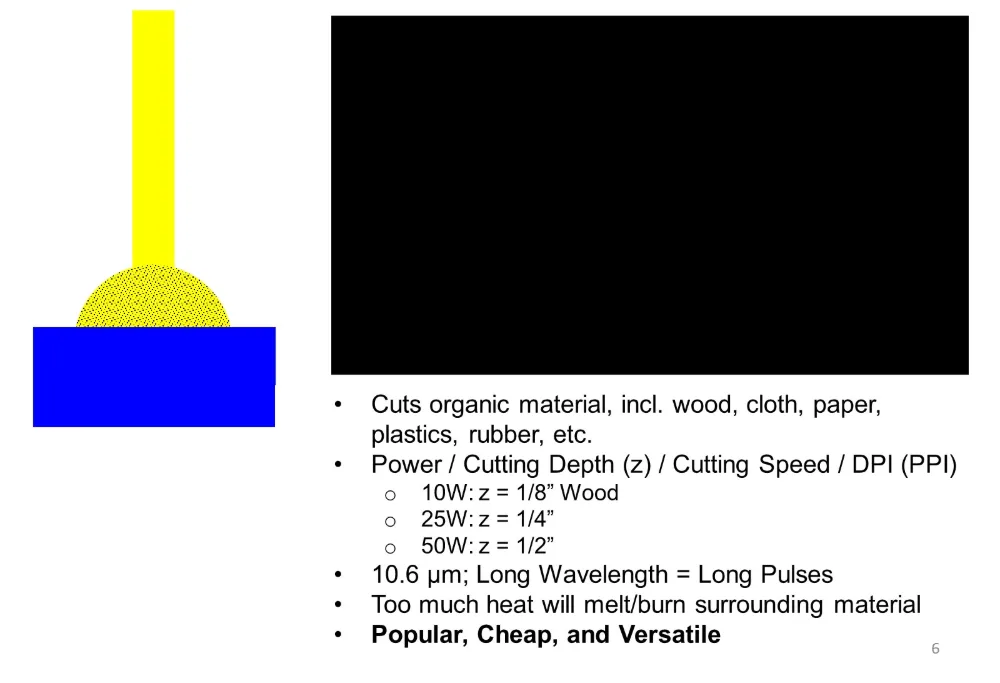 • Cuts organic material, incl. wood, cloth, paper,
plastics, rubber, etc.
• Power / Cutting Depth (z) / Cutting Speed / DPI (PPI)
o 10W: z = 1/8” Wood
o 25W: z = 1/4”
o 50W: z = 1/2”
• 10.6 µm; Long Wavelength = Long Pulses
• Too much heat will melt/burn surrounding material
• Popular, Cheap, and Versatile
6